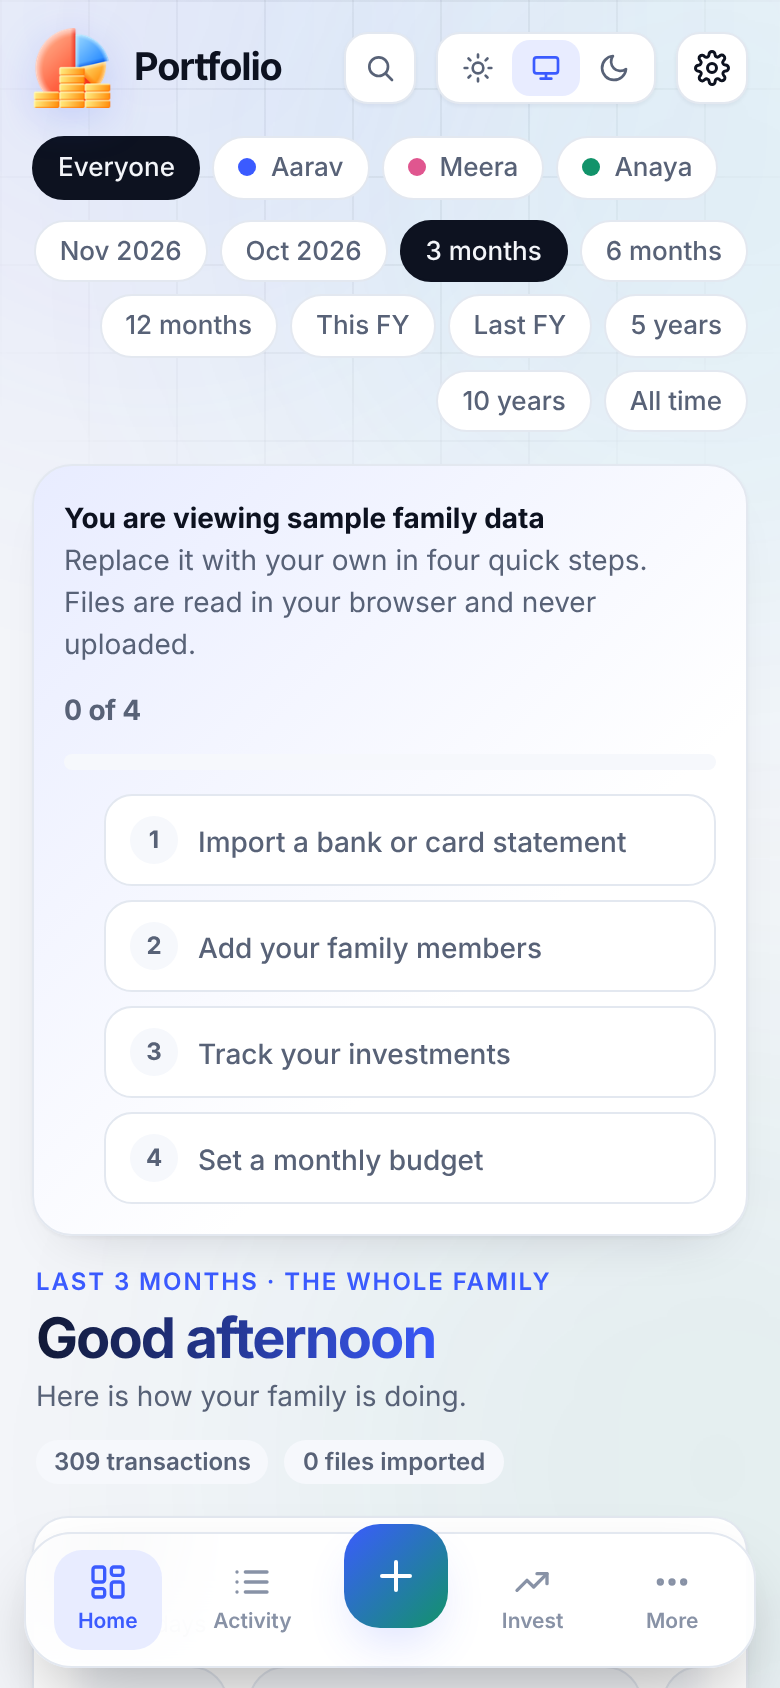 Portfolio
Everyone Aarav Meera Anaya
Nov 2026 Oct 2026 3 months 6 months
12 months This FY Last FY 5 years
10 years All time
You are viewing sample family data
Replace it with your own in four quick steps.
Files are read in your browser and never
uploaded.
0 of 4
1 Import a bank or card statement
2 Add your family members
3 Track your investments
4 Set a monthly budget
LAST 3 MONTHS · THE WHOLE FAMILY
Good afternoon
Here is how your family is doing.
309 transactions 0 files imported
Home Activity Invest More